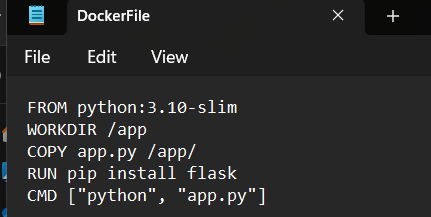 DockerFile
File Edit View
FROM python:3.10-slim
WORKDIR /app
COPY app.py /app/
RUN pip install flask
CMD ["python", "app.py"]